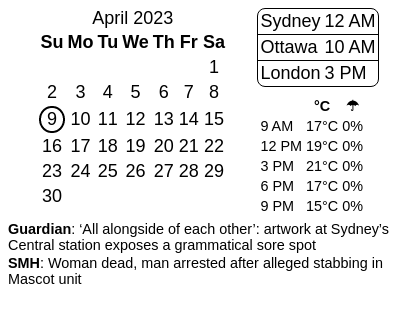 April 2023
Su Mo Tu We Th Fr Sa
1
2 3 4 5 6 7 8
9 10 11 12 13 14 15
16 17 18 19 20 21 22
23 24 25 26 27 28 29
30
Sydney 12 AM
Ottawa 10 AM
London 3 PM
°C ☂
9 AM 17°C 0%
12 PM 19°C 0%
3 PM 21°C 0%
6 PM 17°C 0%
9 PM 15°C 0%
Guardian: ‘All alongside of each other’: artwork at Sydney’s
Central station exposes a grammatical sore spot
SMH: Woman dead, man arrested after alleged stabbing in
Mascot unit